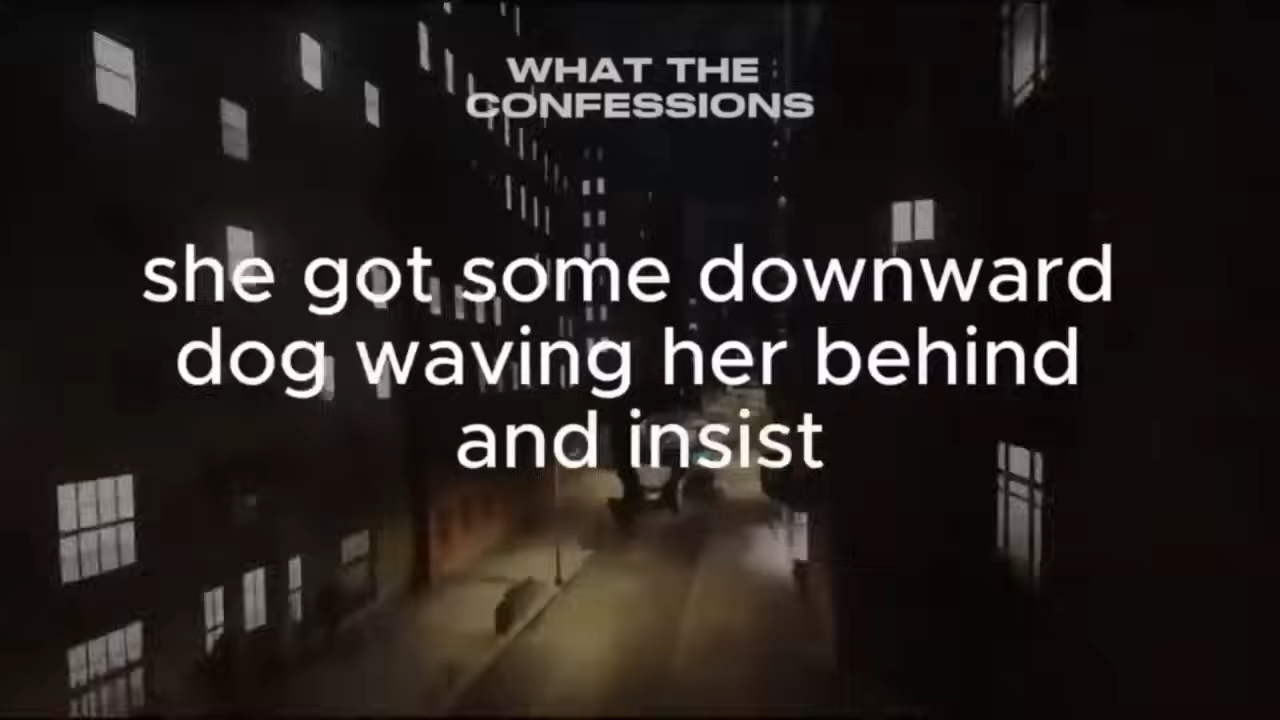 WHAT THE
CONFESSIONS
she got some downward
dog waving her behind
and insist